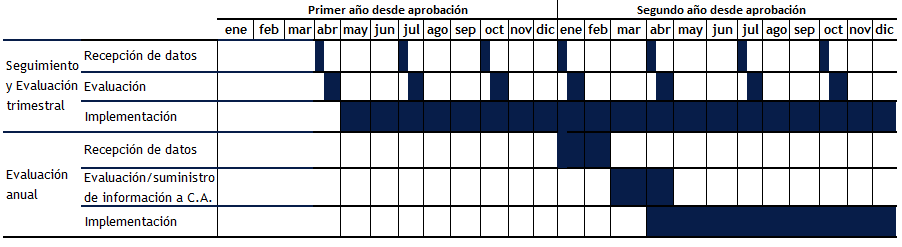 Primer año desde aprobación Segundo año desde aprobación
ene feb mar abr may jun jul ago sep oct nov dic ene feb mar abr may jun jul ago sep oct nov dic
Seguimiento
y Evaluación
trimestral
Recepción de datos
Evaluación
Implementación
Evaluación
anual
Recepción de datos
Evaluación/suministro
de información a C.A.
Implementación